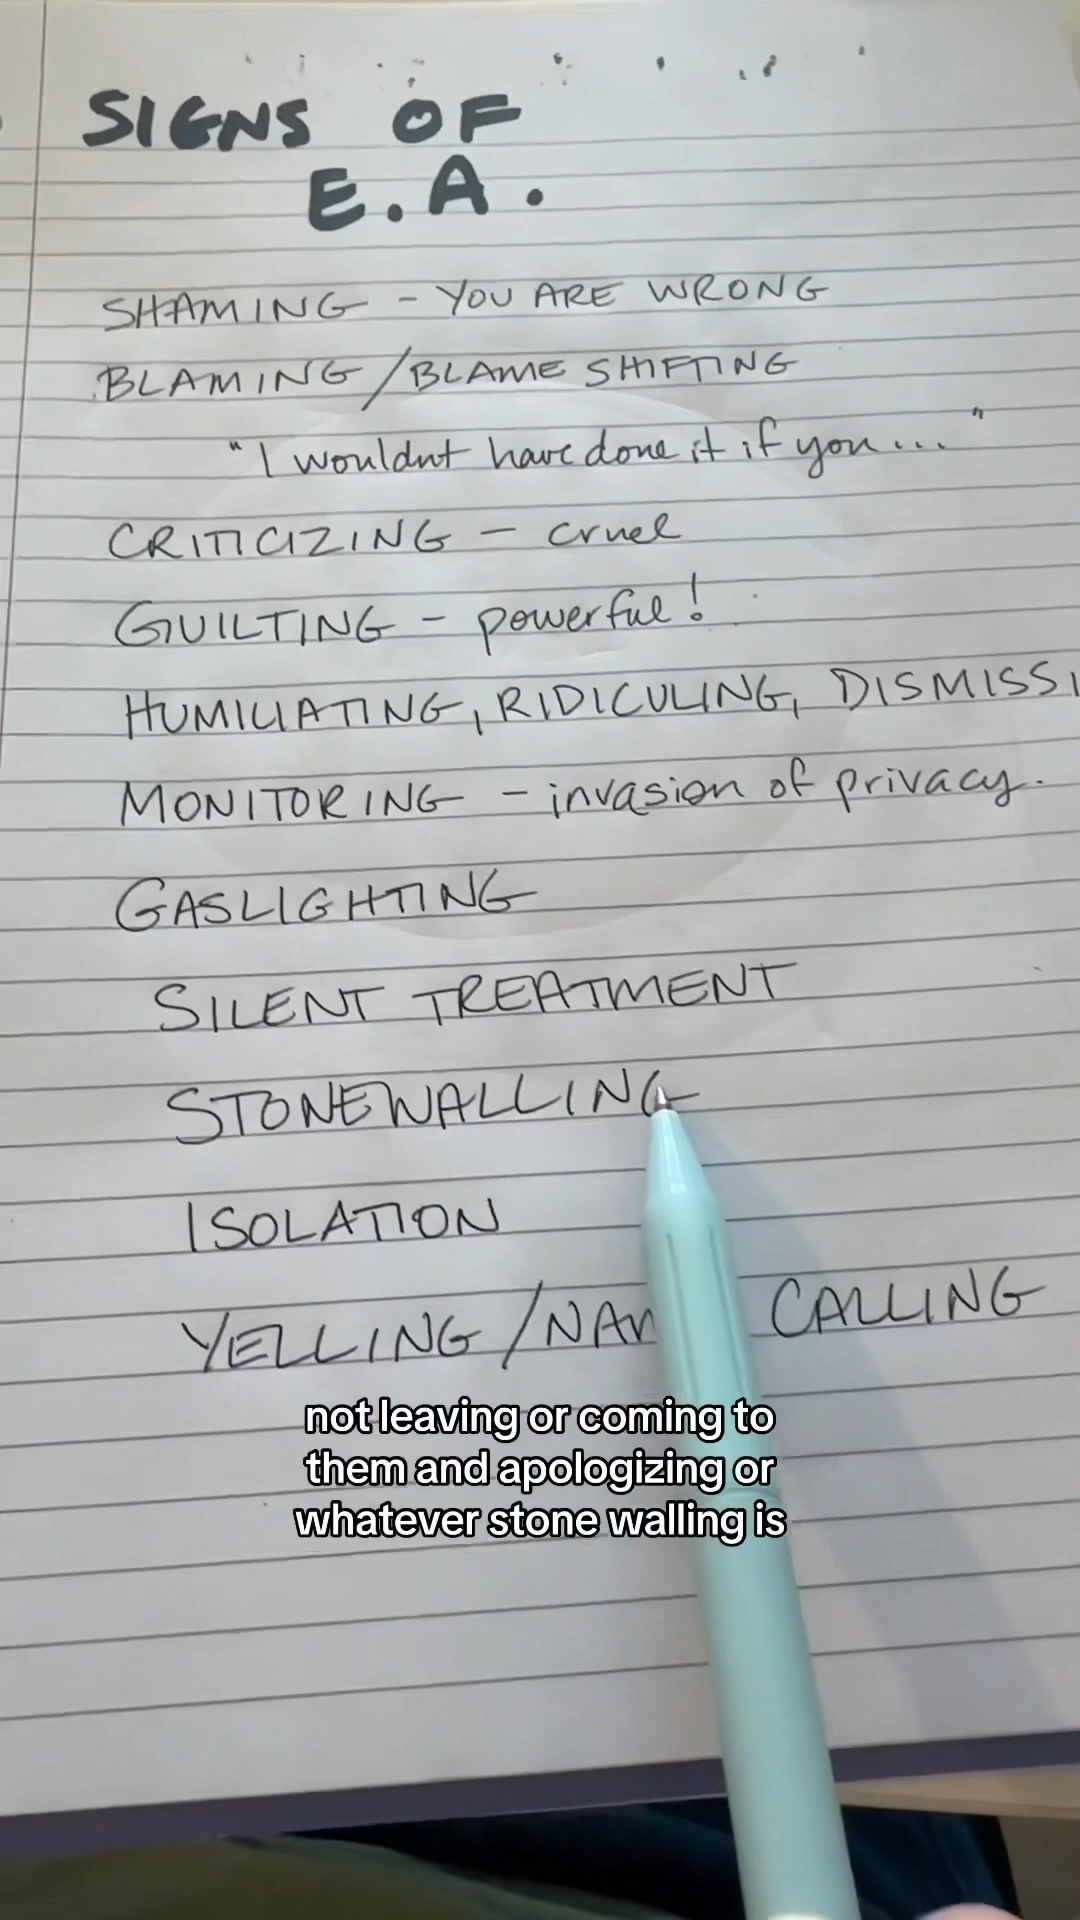 SIGNS OF
E.A.
SHAMING - YOU ARE WRONG
BLAMING/BLAME SHIFTING
"I wouldnt have done it if you..."
CRITICIZING - cruel
GUILTING - powerful!
HUMILIATING, RIDICULING, DISMISSI
MONITORING - invasion of privacy.
GASLIGHTING
SILENT TREATMENT
STONEWALLING
ISOLATION
YELLING/NA CALLING
not leaving or coming to
them and apologizing or
whatever stone walling is